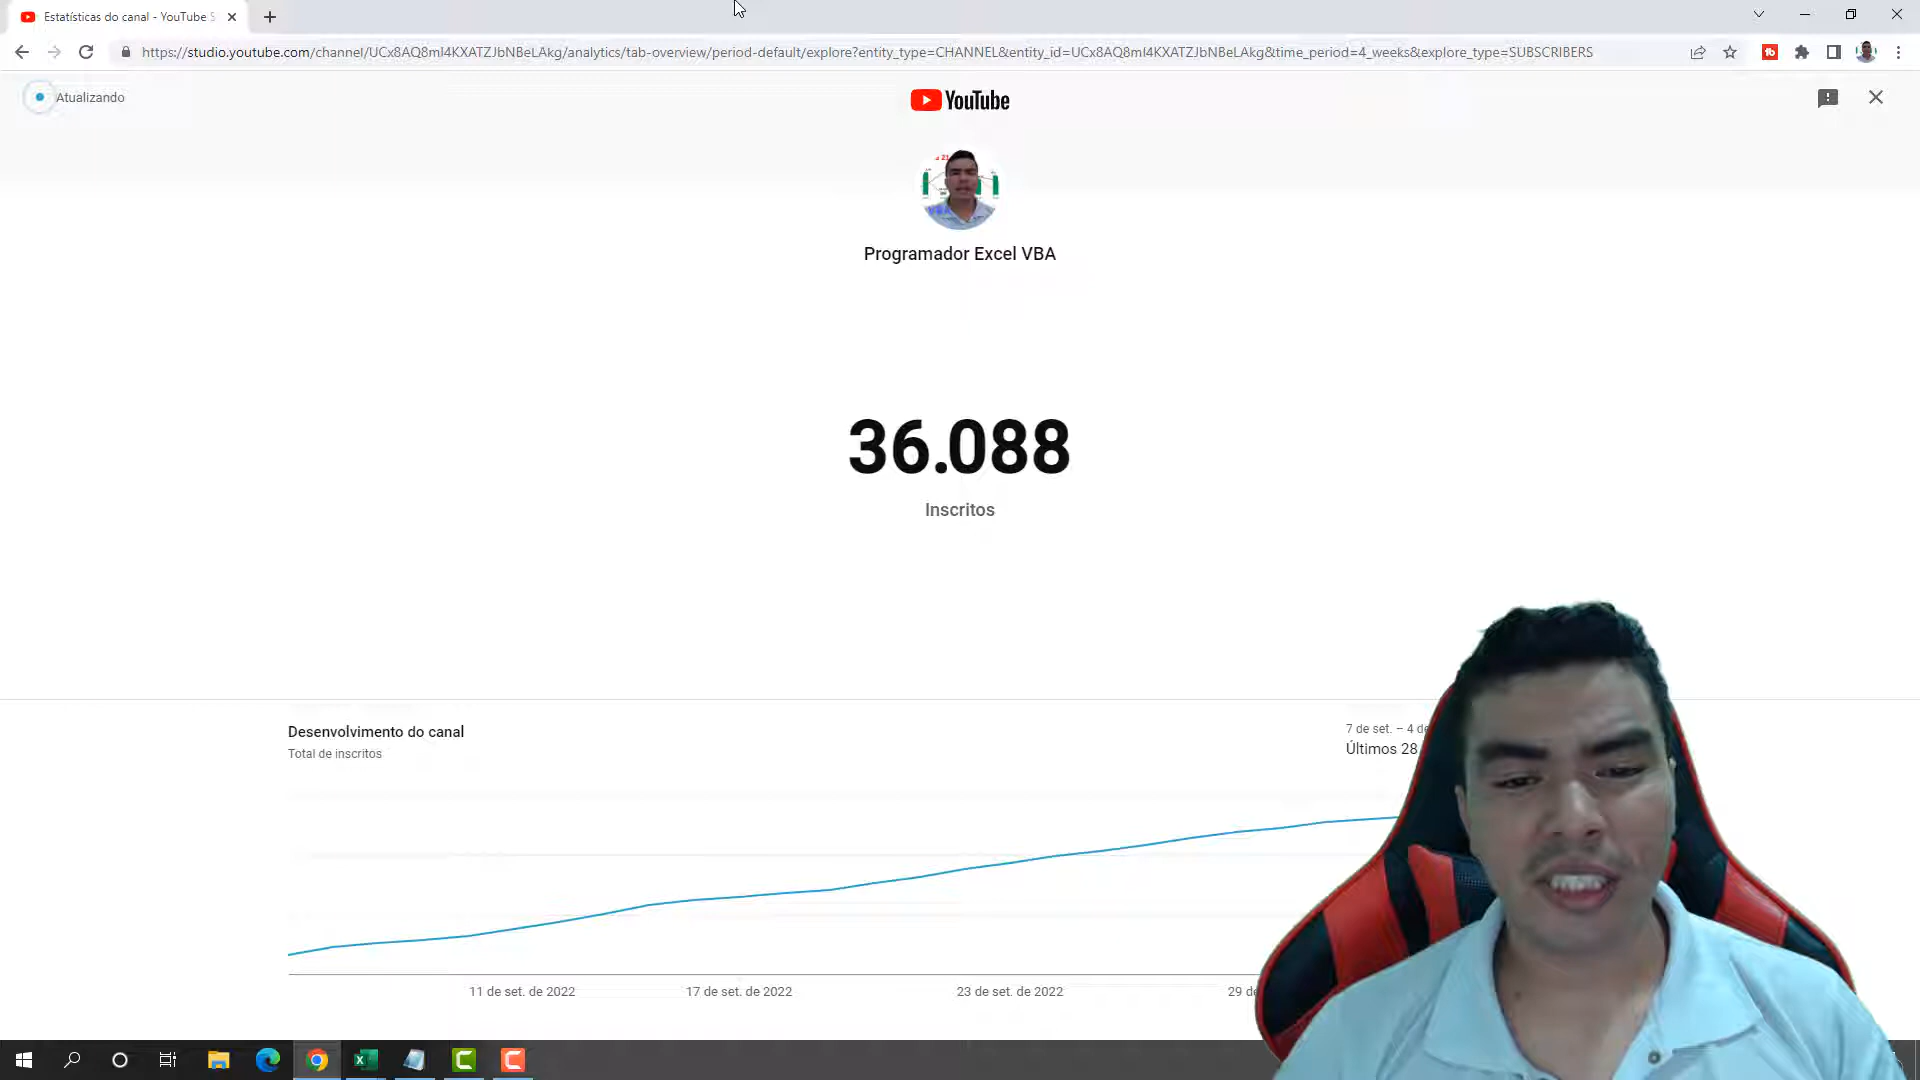 Estatísticas do canal - YouTube S
https://studio.youtube.com/channel/UCx8AQ8mI4KXATZJbNBeLAkg/analytics/tab-overview/period-default/explore?entity_type=CHANNEL&entity_id=UCx8AQ8mI4KXATZJbNBeLAkg&time_period=4_weeks&explore_type=SUBSCRIBERS
Atualizando
YouTube
Programador Excel VBA
36.088
Inscritos
Desenvolvimento do canal
Total de inscritos
7 de set. – 4 de
Últimos 28
11 de set. de 2022
17 de set. de 2022
23 de set. de 2022
29 de